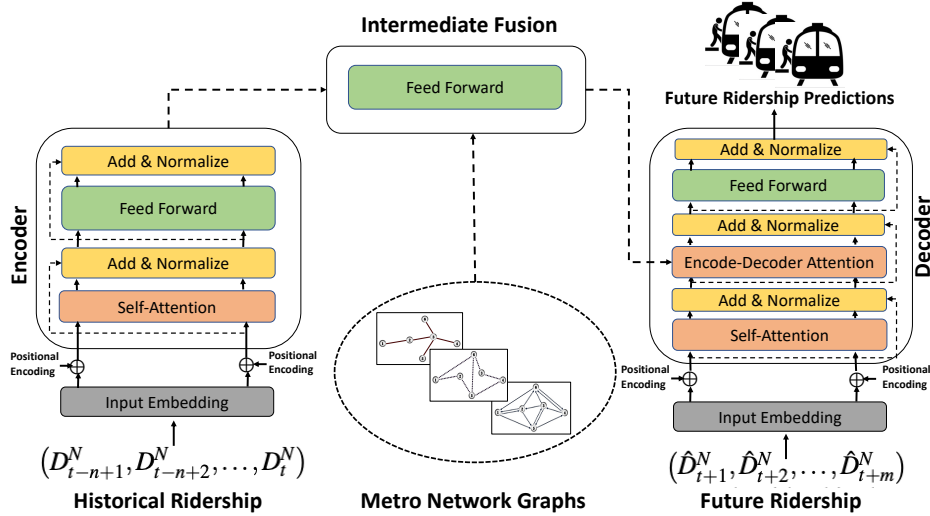 Intermediate Fusion
Feed Forward
Future Ridership Predictions
Encoder
Add & Normalize
Feed Forward
Add & Normalize
Self-Attention
Positional
Encoding
Positional
Encoding
Input Embedding
(D^N_{t−n+1}, D^N_{t−n+2}, ..., D^N_t)
Historical Ridership
Metro Network Graphs
Decoder
Add & Normalize
Feed Forward
Add & Normalize
Encode-Decoder Attention
Add & Normalize
Self-Attention
Positional
Encoding
Positional
Encoding
Input Embedding
(D̂^N_{t+1}, D̂^N_{t+2}, ..., D̂^N_{t+m})
Future Ridership